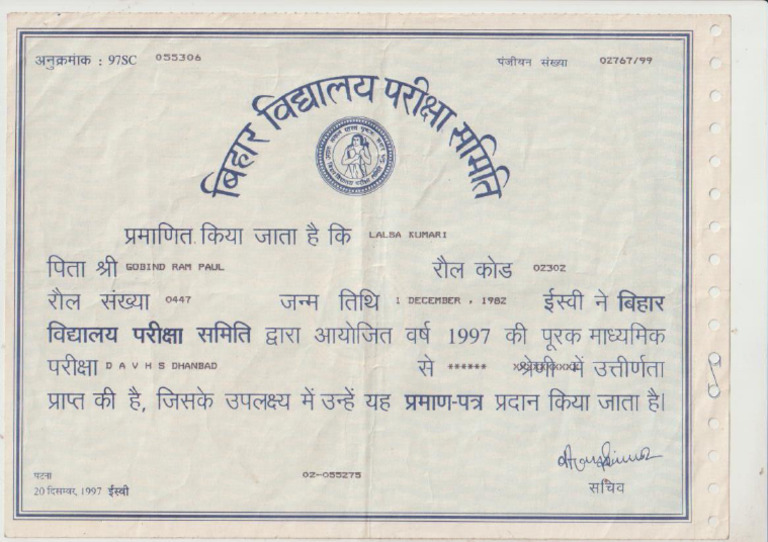 अनुक्रमांक : 97SC 055306 पंजीयन संख्या 02767/99
बिहार विद्यालय परीक्षा समिति
प्रमाणित किया जाता है कि LALSA KUMARI
पिता श्री GOBIND RAM PAUL रौल कोड 02302
रौल संख्या 0447 जन्म तिथि 1 DECEMBER , 1982 ईस्वी ने बिहार
विद्यालय परीक्षा समिति द्वारा आयोजित वर्ष 1997 की पूरक माध्यमिक
परीक्षा D A V H S DHANBAD से ****** श्रेणी में उत्तीर्णता
प्राप्त की है, जिसके उपलक्ष्य में उन्हें यह प्रमाण-पत्र प्रदान किया जाता है।
पटना 02-055275
20 दिसम्बर, 1997 ईस्वी सचिव